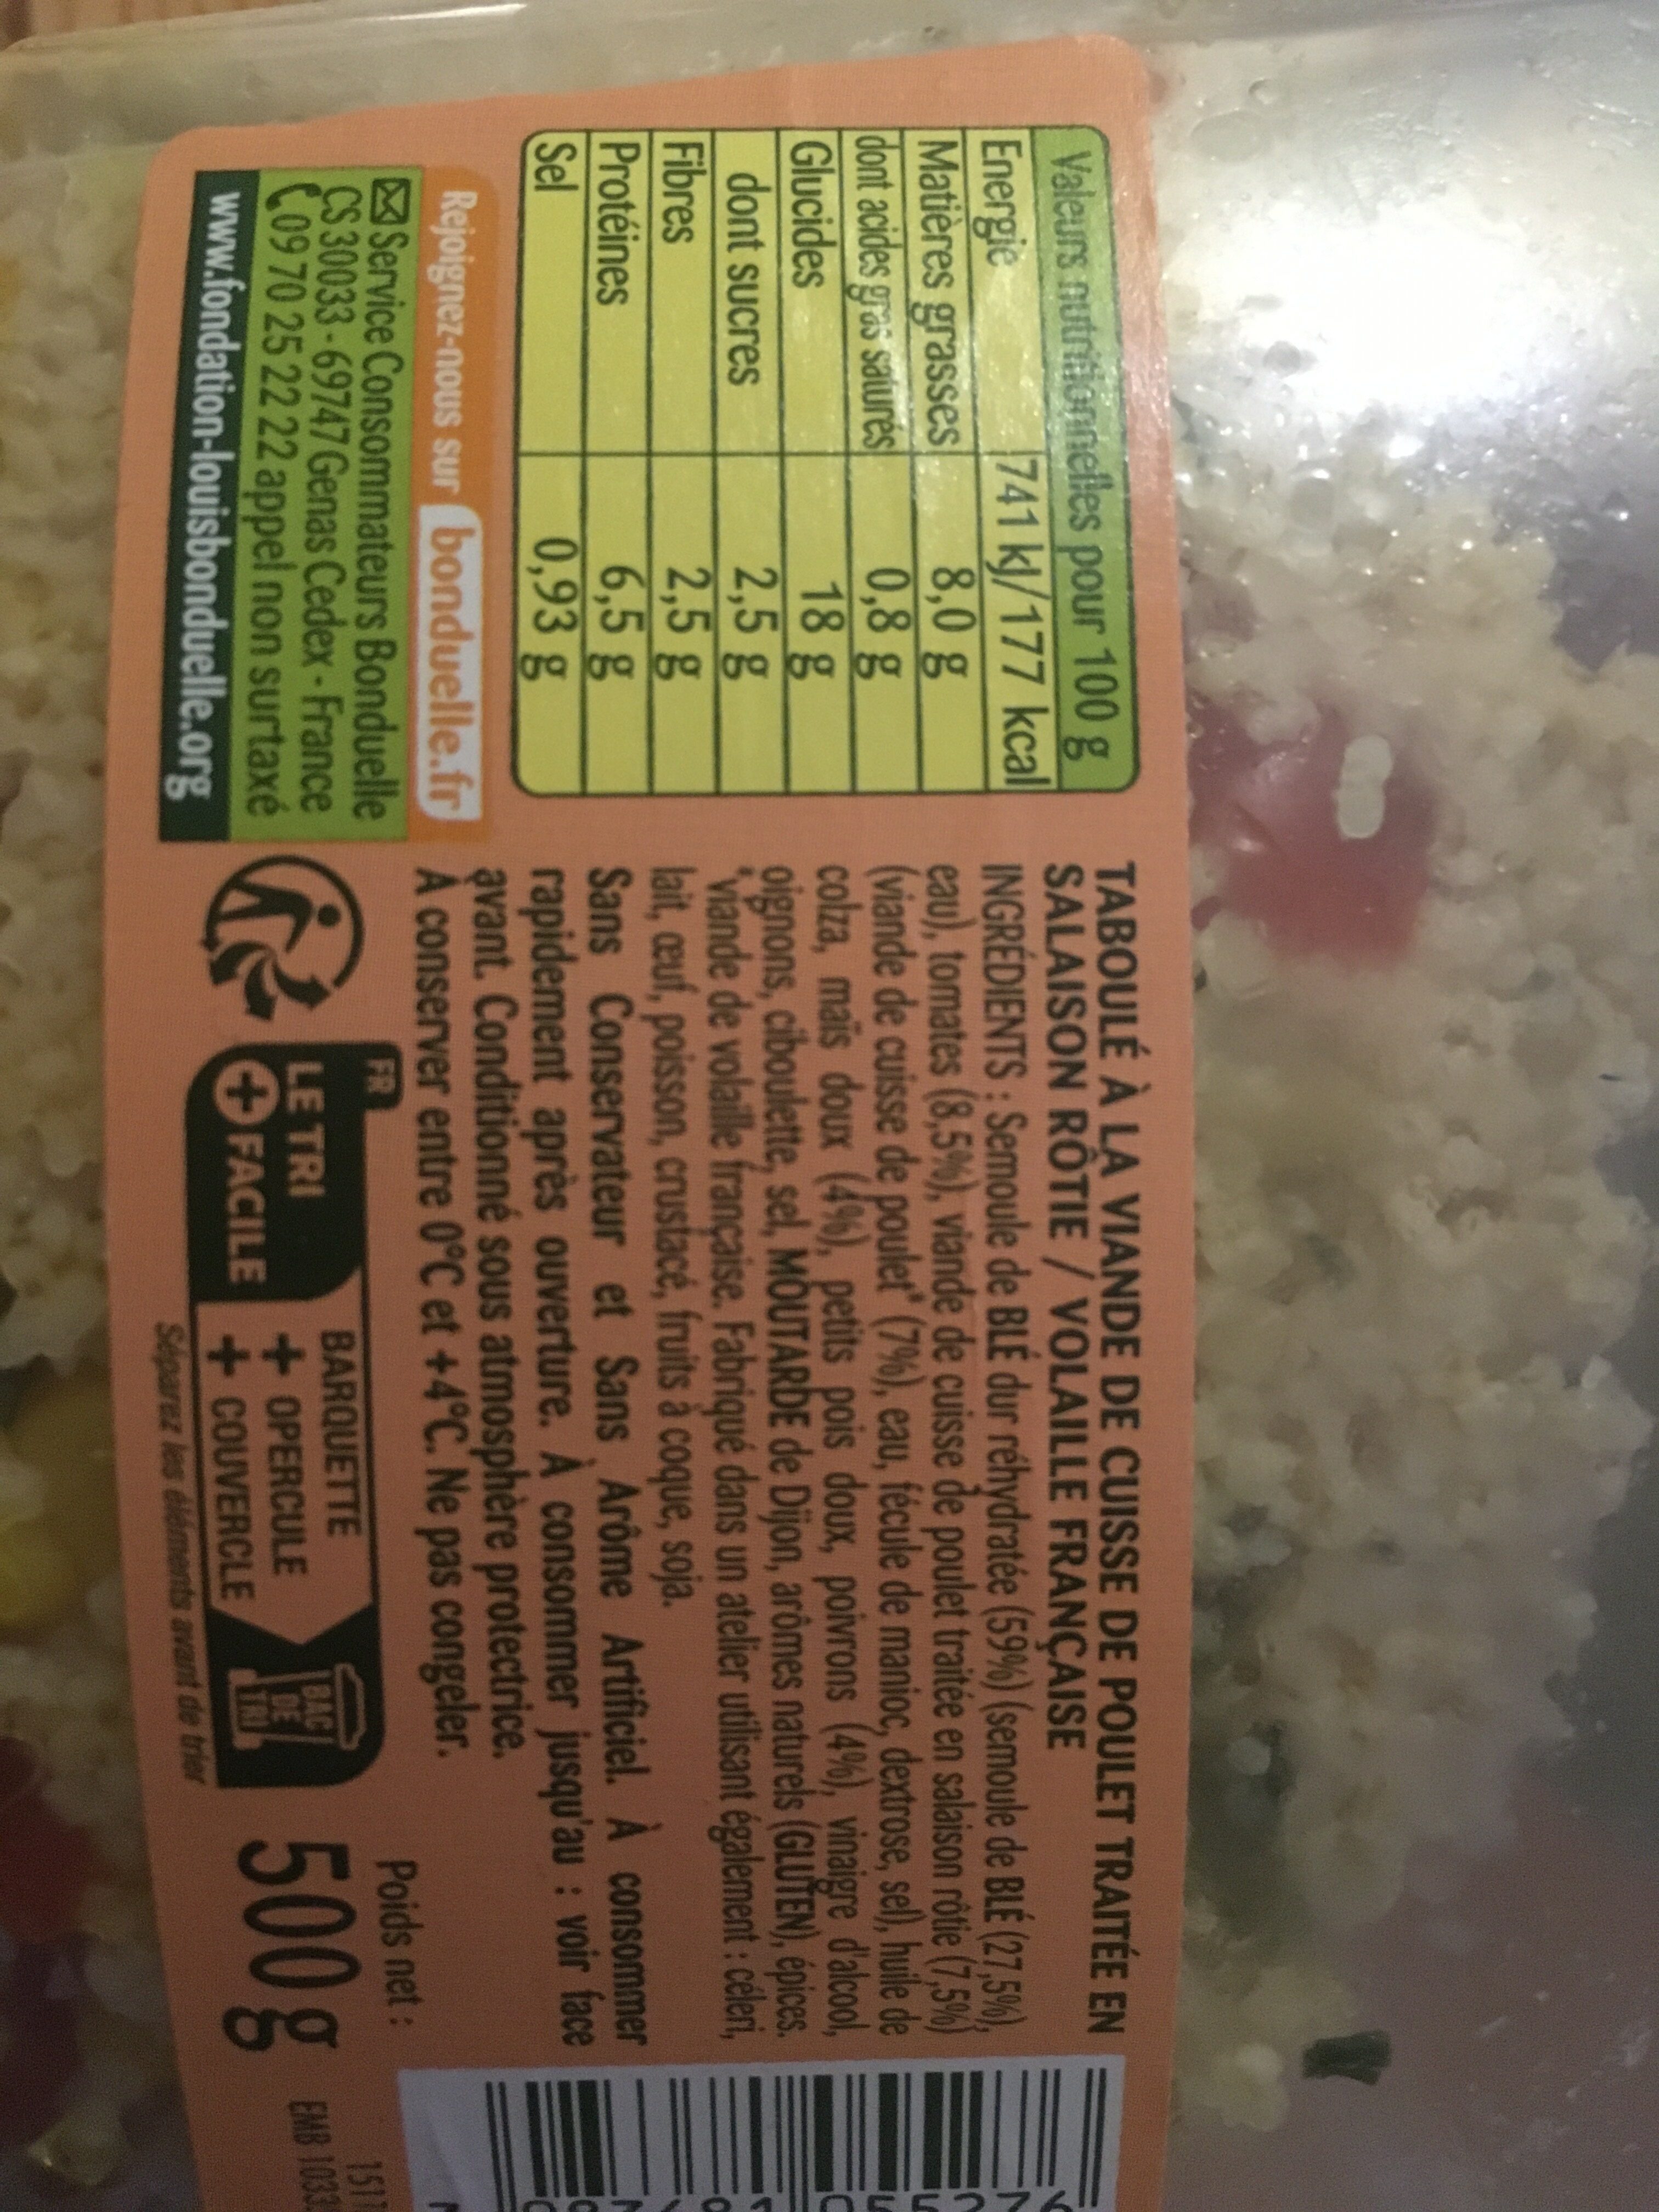 Valeurs nutritionnelles pour 100 g
Energie 741 kJ/177 kcal
Matières grasses 8,0 g
dont acides gras saturés 0,8 g
Glucides 18 g
dont sucres 2,5 g
Fibres 2,5 g
Protéines 6,5 g
Sel 0,93 g
Rejoignez-nous sur bonduelle.fr
Service Consommateurs Bonduelle
CS 30033 - 69747 Genas Cedex - France
09 70 25 22 22 appel non surtaxé
www.fondation-louisbonduelle.org
TABOULÉ À LA VIANDE DE CUISSE DE POULET TRAITÉE EN
SALAISON RÔTIE / VOLAILLE FRANÇAISE
INGRÉDIENTS : Semoule de BLÉ dur réhydratée (59%) (semoule de BLÉ (27,5%),
eau), tomates (8,5%), viande de cuisse de poulet traitée en salaison rôtie (7,5%)
(viande de cuisse de poulet* (7%), eau, fécule de manioc, dextrose, sel), huile de
colza, maïs doux (4%), petits pois doux, poivrons (4%), vinaigre d'alcool,
oignons, ciboulette, sel, MOUTARDE de Dijon, arômes naturels (GLUTEN), épices.
*viande de volaille française. Fabriqué dans un atelier utilisant également : céleri,
lait, œuf, poisson, crustacé, fruits à coque, soja.
Sans Conservateur et Sans Arôme Artificiel. À consommer
rapidement après ouverture. À consommer jusqu'au : voir face
avant. Conditionné sous atmosphère protectrice.
À conserver entre 0°C et +4°C. Ne pas congeler.
FR
LE TRI
+ FACILE
BARQUETTE
+ OPERCULE
+ COUVERCLE
BAC
DE
TRI
Séparez les éléments avant de trier
Poids net :
500 g
1517
EMB 1033
055276